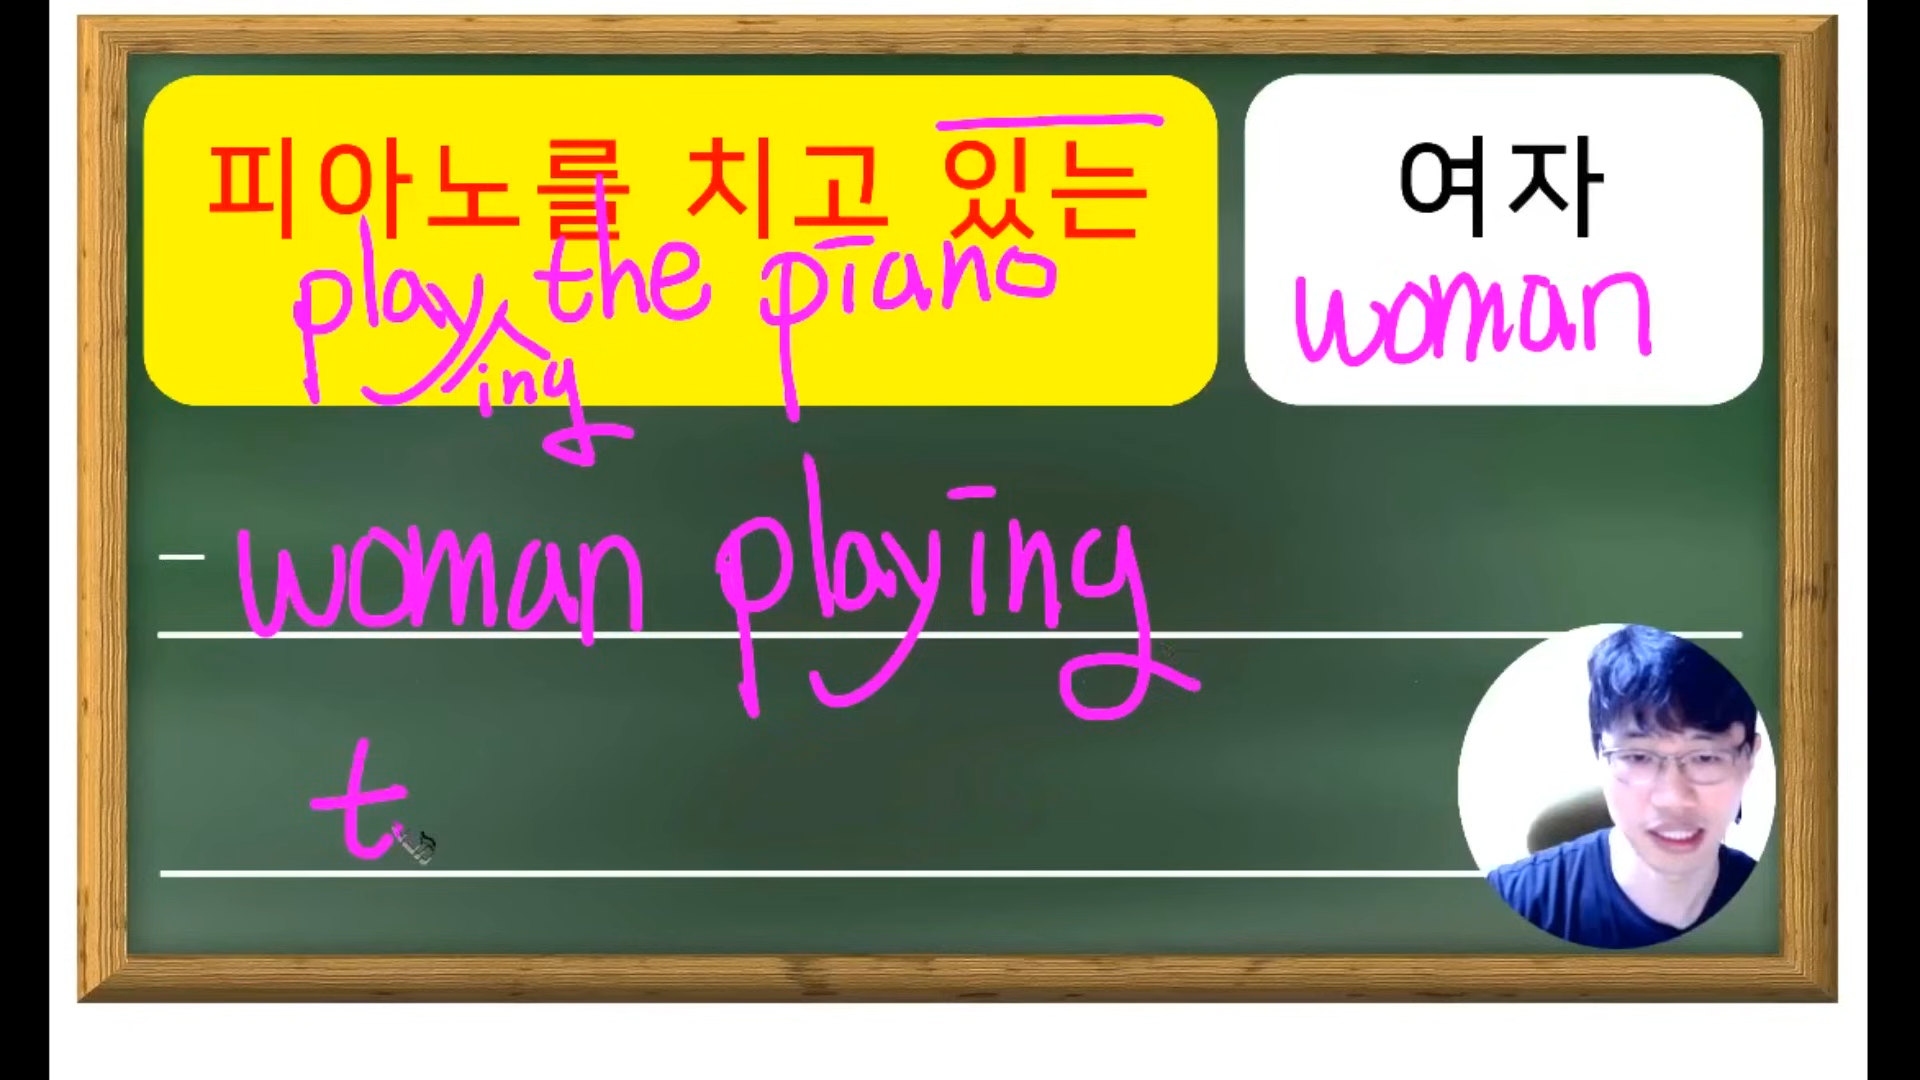 피아노를 치고 있는
여자
play the piano
ing
woman
- woman playing
t